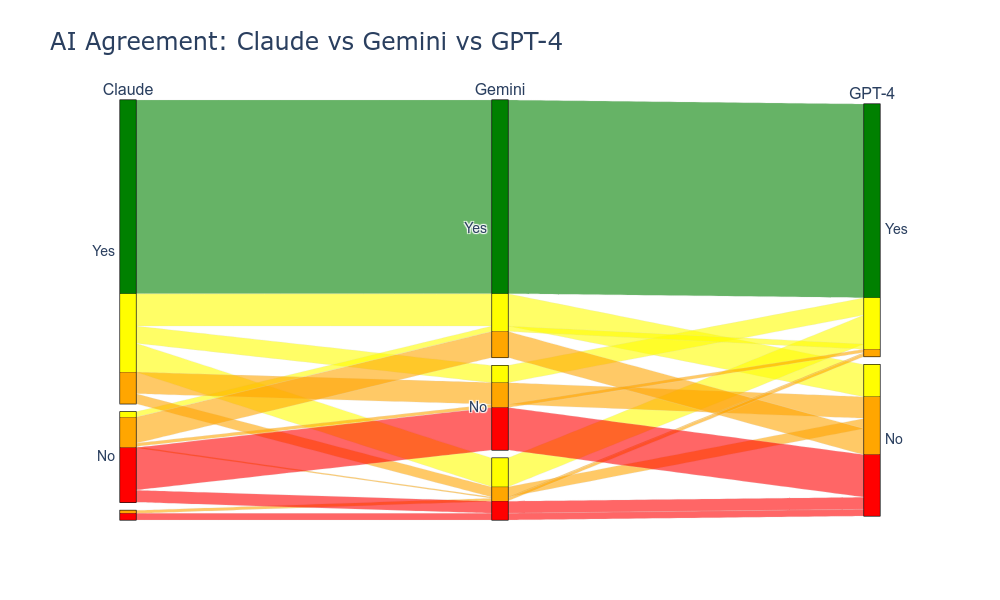 AI Agreement: Claude vs Gemini vs GPT-4
Claude
Gemini
GPT-4
Yes
Yes
Yes
No
No
No